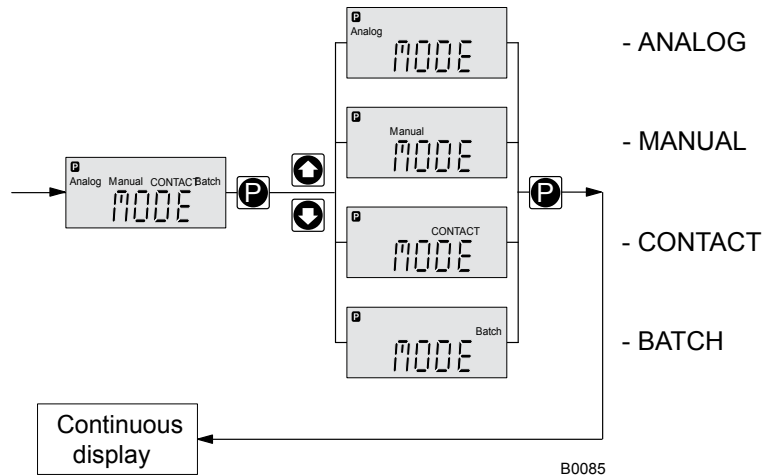 P
Analog
MODE
- ANALOG
P
Manual
MODE
- MANUAL
P
Analog Manual CONTACT Batch
MODE
P
P
P
CONTACT
MODE
- CONTACT
P
Batch
MODE
- BATCH
Continuous
display
B0085